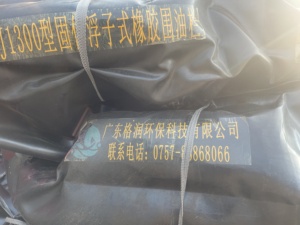 J1300型固 浮子式橡胶围油
广东格润环保科技有限公司
联系电话：0757- 868066